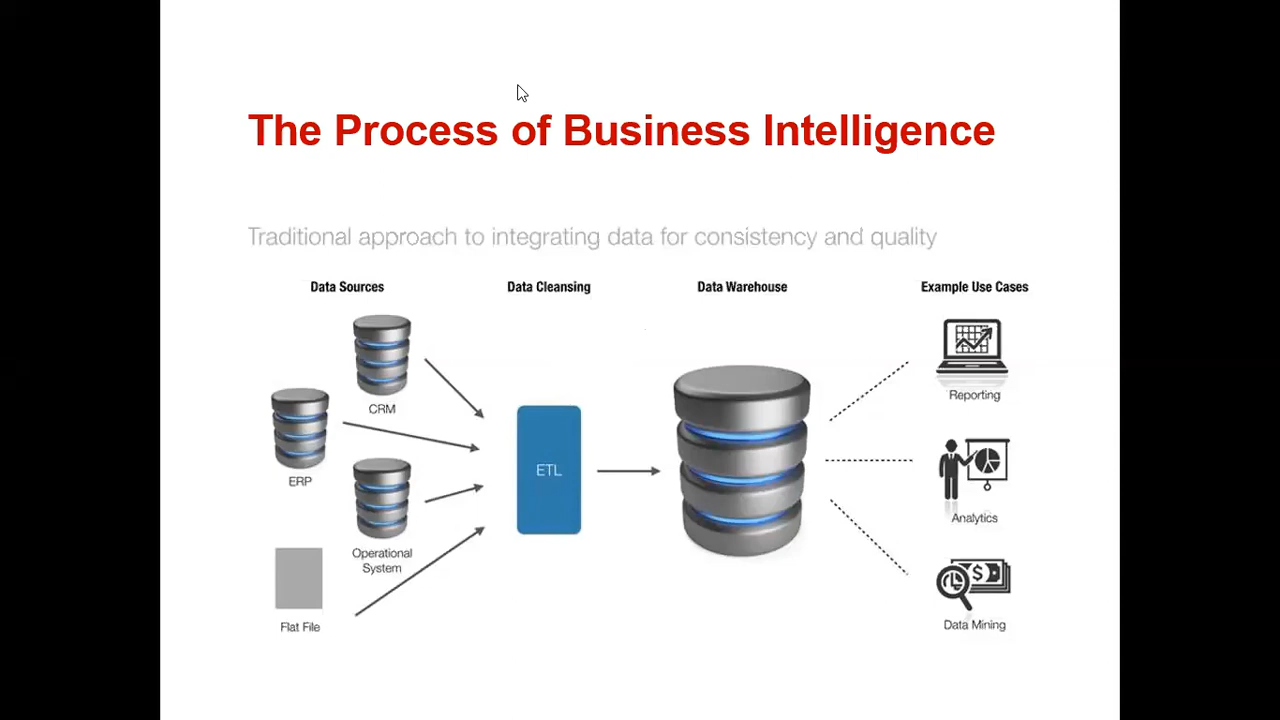 The Process of Business Intelligence
Traditional approach to integrating data for consistency and quality
Data Sources
Data Cleansing
Data Warehouse
Example Use Cases
CRM
ERP
Operational
System
Flat File
ETL
Reporting
Analytics
$
Data Mining